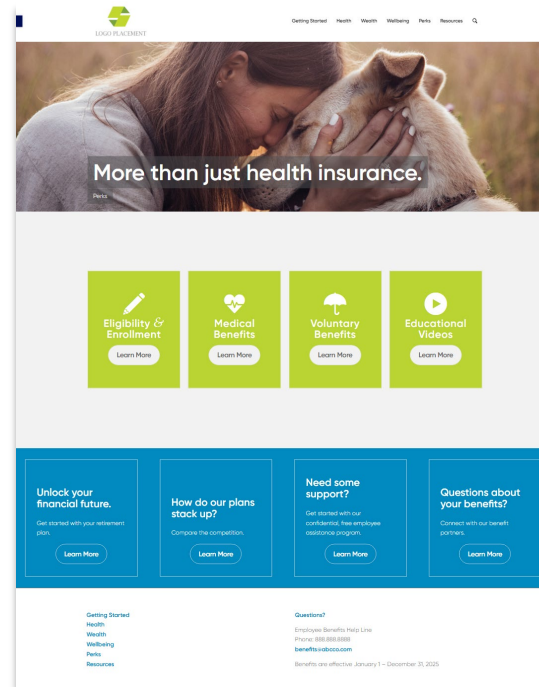 LOGO PLACEMENT
Getting Started Health Wealth Wellbeing Perks Resources
More than just health insurance.
Perks
Eligibility &
Enrollment
Learn More
Medical
Benefits
Learn More
Voluntary
Benefits
Learn More
Educational
Videos
Learn More
Unlock your
financial future.
Get started with your retirement
plan.
Learn More
How do our plans
stack up?
Compare the competition.
Learn More
Need some
support?
Get started with our
confidential, free employee
assistance program.
Learn More
Questions about
your benefits?
Connect with our benefit
partners.
Learn More
Getting Started
Health
Wealth
Wellbeing
Perks
Resources
Questions?
Employee Benefits Help Line
Phone: 888.888.8888
benefits@abcco.com
Benefits are effective January 1 – December 31, 2025